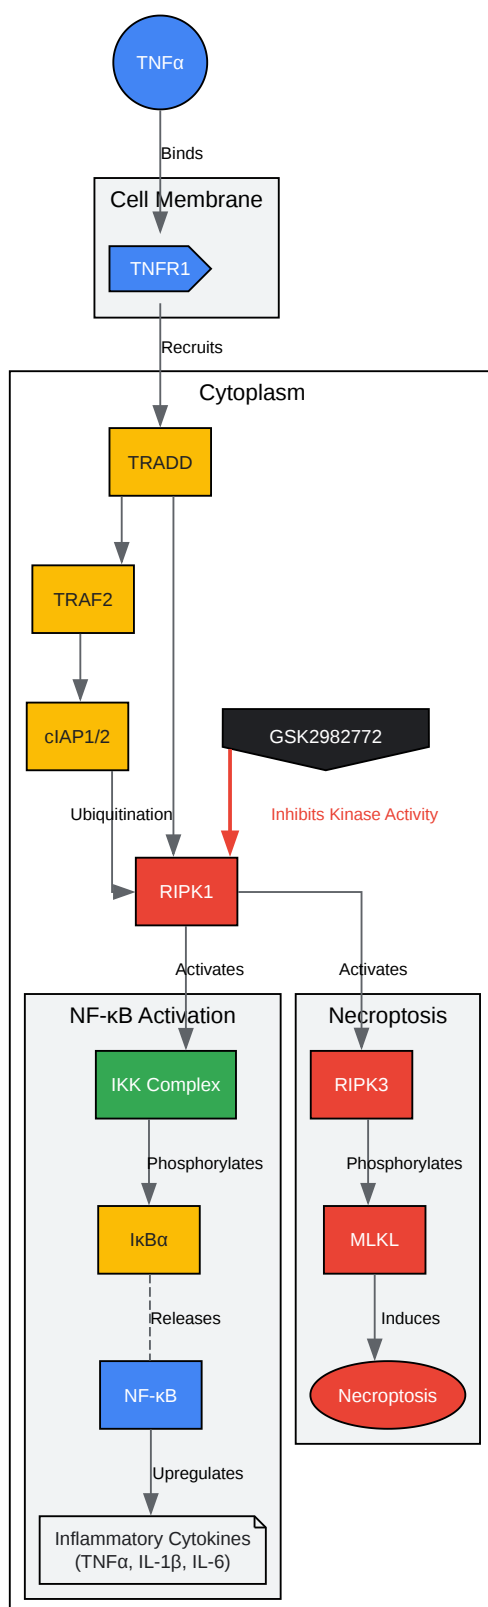 TNFα
Binds
Cell Membrane
TNFR1
Recruits
Cytoplasm
TRADD
TRAF2
cIAP1/2
GSK2982772
Ubiquitination
Inhibits Kinase Activity
RIPK1
Activates
Activates
NF-κB Activation
Necroptosis
IKK Complex
RIPK3
Phosphorylates
Phosphorylates
IκBα
MLKL
Releases
Induces
NF-κB
Necroptosis
Upregulates
Inflammatory Cytokines
(TNFα, IL-1β, IL-6)